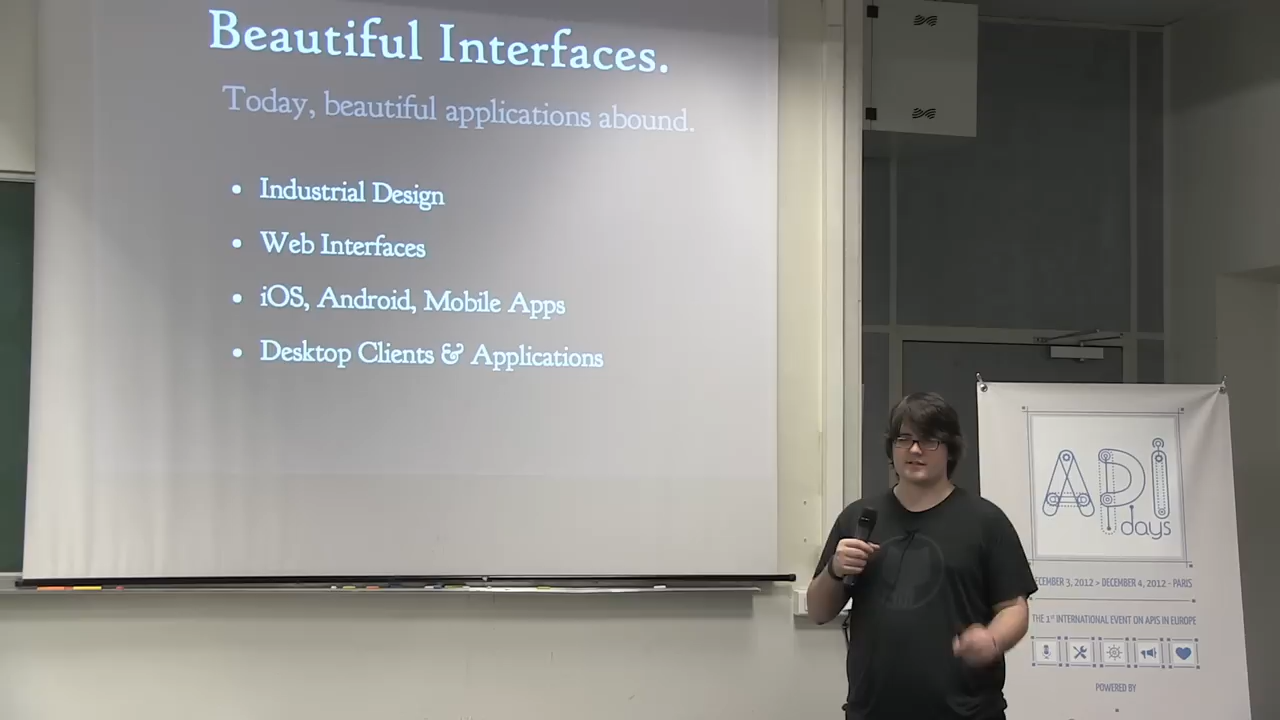 Beautiful Interfaces.
Today, beautiful applications abound.
• Industrial Design
• Web Interfaces
• iOS, Android, Mobile Apps
• Desktop Clients & Applications
API
days
ECEMBER 3, 2012 > DECEMBER 4, 2012 - PARIS
THE 1st INTERNATIONAL EVENT ON APIS IN EUROPE
POWERED BY